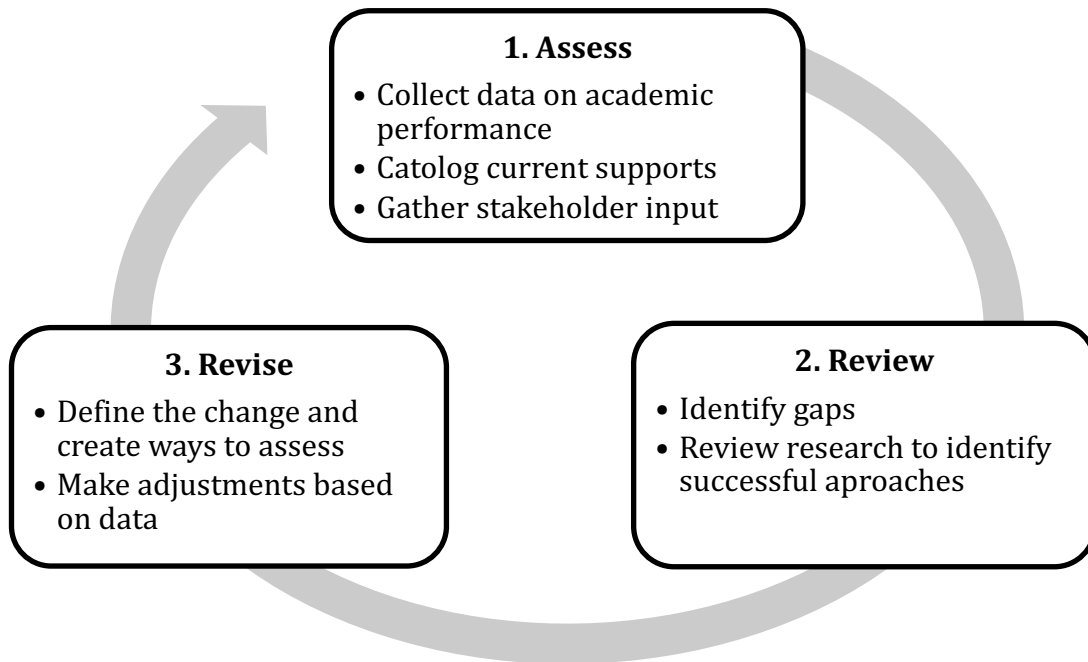 1. Assess
• Collect data on academic
performance
• Catolog current supports
• Gather stakeholder input
2. Review
• Identify gaps
• Review research to identify
successful aproaches
3. Revise
• Define the change and
create ways to assess
• Make adjustments based
on data